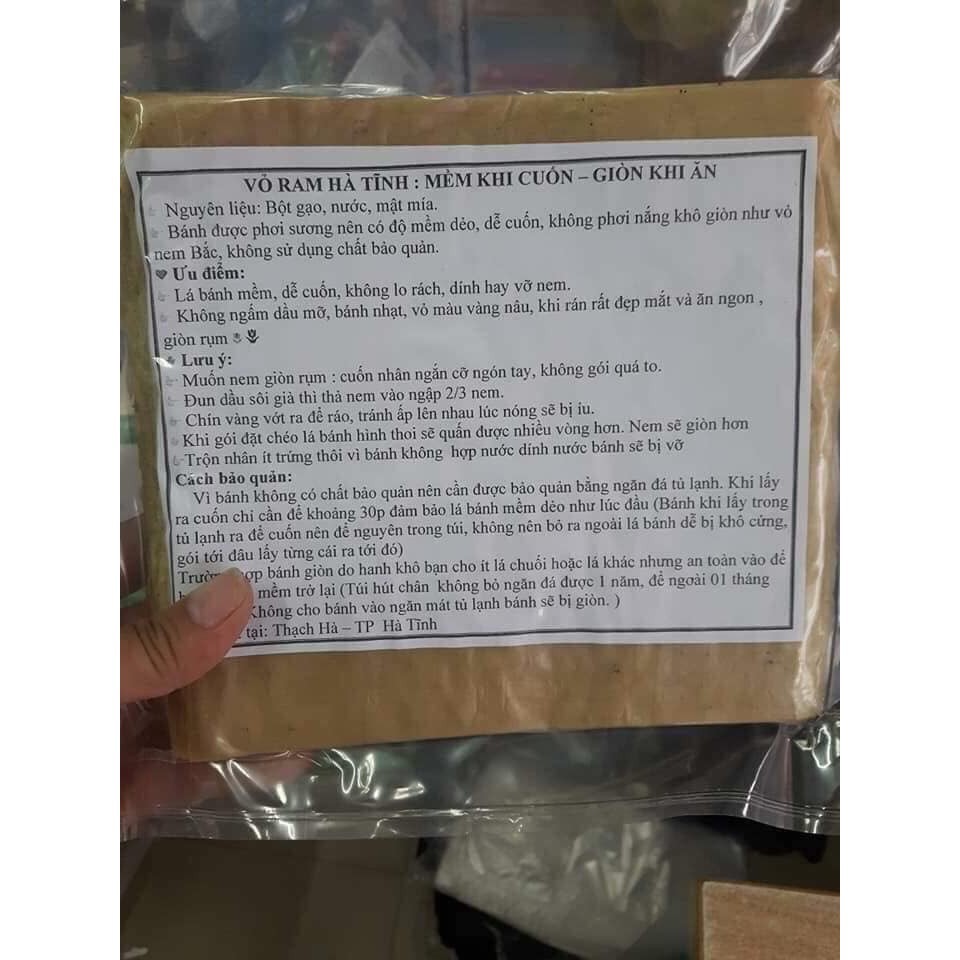 VỎ RAM HÀ TĨNH : MỀM KHI CUỐN – GIÒN KHI ĂN
Nguyên liệu: Bột gạo, nước, mật mía.
Bánh được phơi sương nên có độ mềm dẻo, dễ cuốn, không phơi nắng khô giòn như vỏ
nem Bắc, không sử dụng chất bảo quản.
Ưu điểm:
Lá bánh mềm, dễ cuốn, không lo rách, dính hay vỡ nem.
Không ngấm dầu mỡ, bánh nhạt, vỏ màu vàng nâu, khi rán rất đẹp mắt và ăn ngon ,
giòn rụm
Lưu ý:
Muốn nem giòn rụm : cuốn nhân ngắn cỡ ngón tay, không gói quá to.
Đun dầu sôi già thì thả nem vào ngập 2/3 nem.
Chín vàng vớt ra để ráo, tránh ấp lên nhau lúc nóng sẽ bị ỉu.
Khi gói đặt chéo lá bánh hình thoi sẽ quấn được nhiều vòng hơn. Nem sẽ giòn hơn
Trộn nhân ít trứng thôi vì bánh không hợp nước dính nước bánh sẽ bị vỡ
Cách bảo quản:
Vì bánh không có chất bảo quản nên cần được bảo quản bằng ngăn đá tủ lạnh. Khi lấy
ra cuốn chỉ cần để khoảng 30p đảm bảo lá bánh mềm dẻo như lúc đầu (Bánh khi lấy trong
tủ lạnh ra để cuốn nên để nguyên trong túi, không nên bỏ ra ngoài lá bánh dễ bị khô cứng,
gói tới đâu lấy từng cái ra tới đó)
bánh giòn do hanh khô bạn cho ít lá chuối hoặc lá khác nhưng an toàn vào để
mềm trở lại (Túi hút chân không bỏ ngăn đá được 1 năm, để ngoài 01 tháng
Không cho bánh vào ngăn mát tủ lạnh bánh sẽ bị giòn. )
tại: Thạch Hà – TP Hà Tĩnh